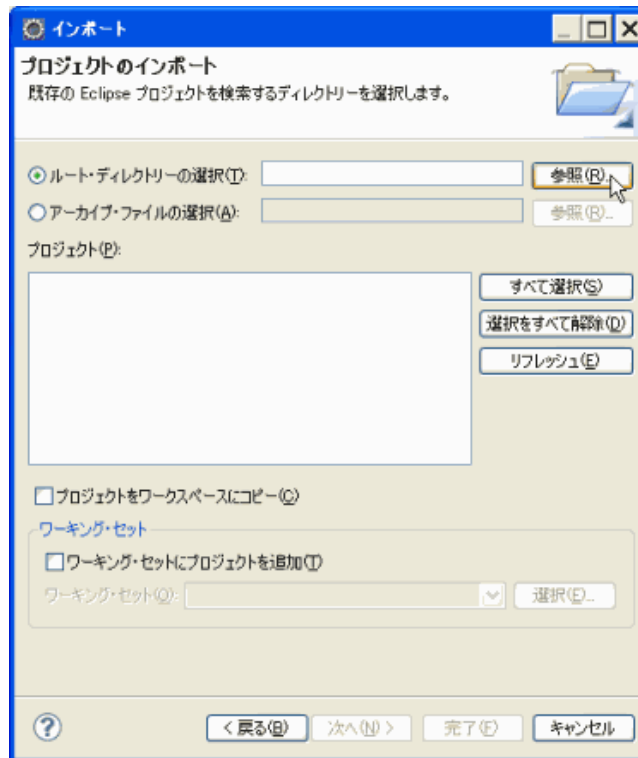 インポート
プロジェクトのインポート
既存の Eclipse プロジェクトを検索するディレクトリーを選択します。
ルート・ディレクトリーの選択(T):
参照(R)...
アーカイブ・ファイルの選択(A):
参照(R)...
プロジェクト(P):
すべて選択(S)
選択をすべて解除(D)
リフレッシュ(E)
プロジェクトをワークスペースにコピー(C)
ワーキング・セット
ワーキング・セットにプロジェクトを追加(T)
ワーキング・セット(O):
選択(E)...
< 戻る(B)
次へ(N) >
完了(F)
キャンセル